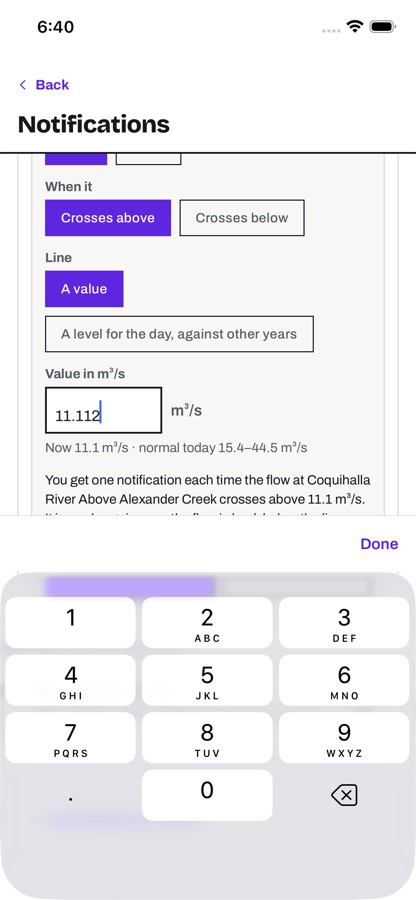 6:40
Back
Notifications
When it
Crosses above
Crosses below
Line
A value
A level for the day, against other years
Value in m³/s
11.112
m³/s
Now 11.1 m³/s · normal today 15.4–44.5 m³/s
You get one notification each time the flow at Coquihalla
River Above Alexander Creek crosses above 11.1 m³/s.
Done
1
2
ABC
3
DEF
4
GHI
5
JKL
6
MNO
7
PQRS
8
TUV
9
WXYZ
.
0